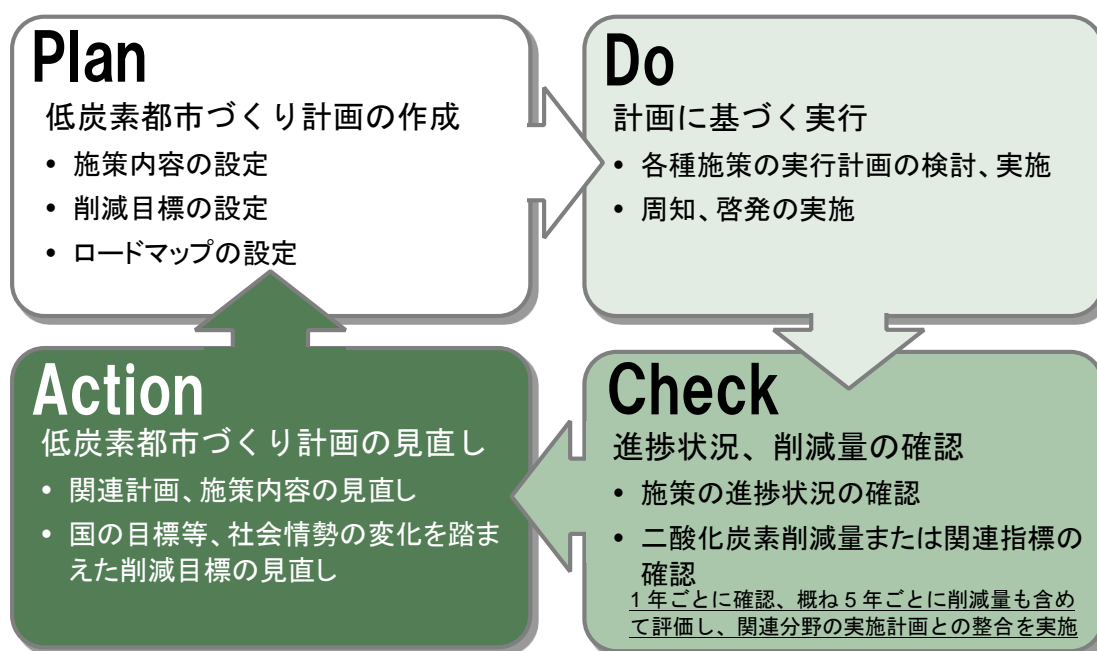 Plan
低炭素都市づくり計画の作成
• 施策内容の設定
• 削減目標の設定
• ロードマップの設定
Do
計画に基づく実行
• 各種施策の実行計画の検討、実施
• 周知、啓発の実施
Check
進捗状況、削減量の確認
• 施策の進捗状況の確認
• 二酸化炭素削減量または関連指標の
確認
1 年ごとに確認、概ね 5 年ごとに削減量も含め
て評価し、関連分野の実施計画との整合を実施
Action
低炭素都市づくり計画の見直し
• 関連計画、施策内容の見直し
• 国の目標等、社会情勢の変化を踏ま
えた削減目標の見直し